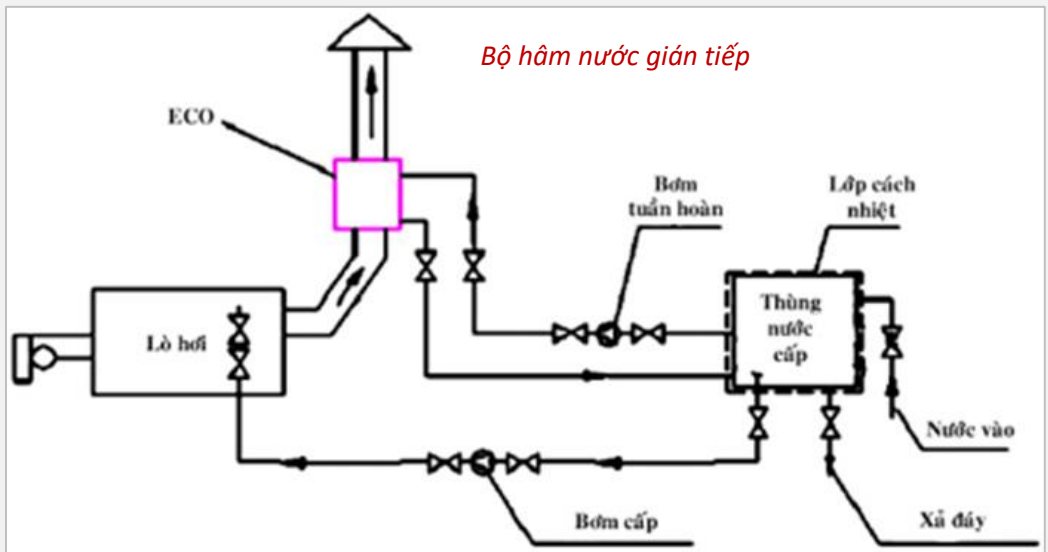 Bộ hâm nước gián tiếp
ECO
Bơm
tuần hoàn
Lớp cách
nhiệt
Thùng
nước
cấp
Lò hơi
Nước vào
Bơm cấp
Xả đáy